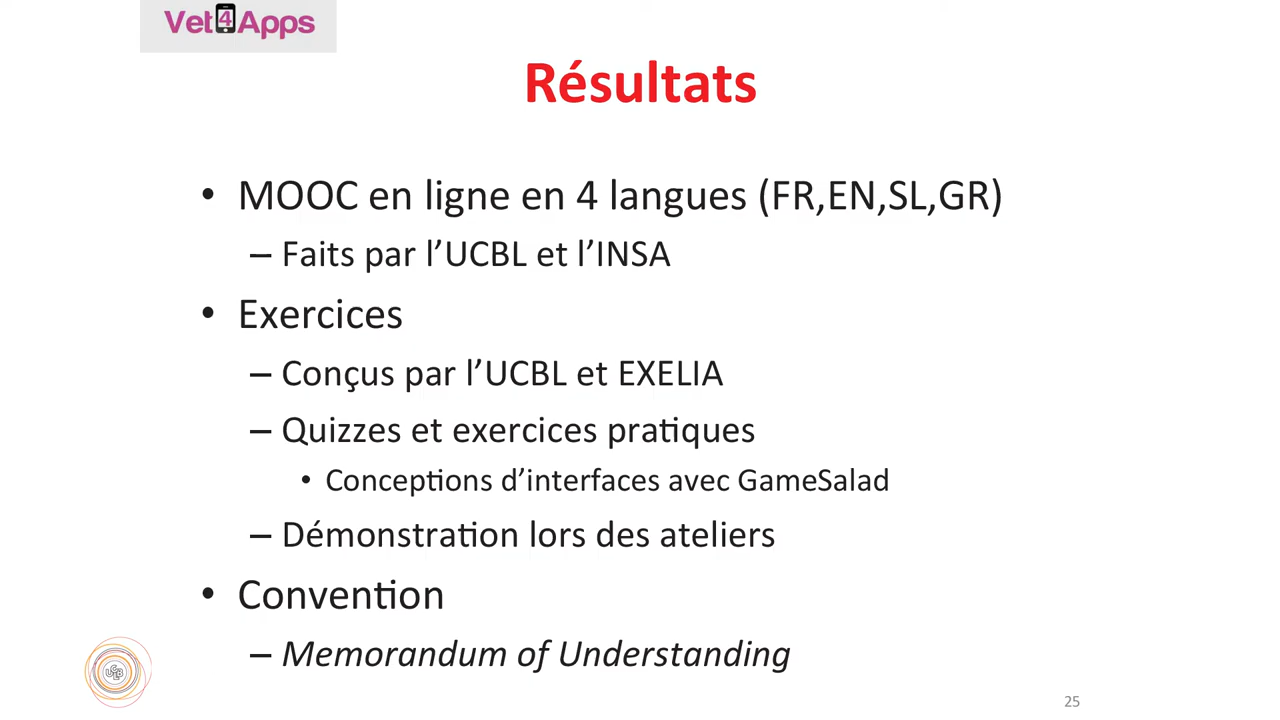 Vet4Apps
Résultats
• MOOC en ligne en 4 langues (FR,EN,SL,GR)
– Faits par l’UCBL et l’INSA
• Exercices
– Conçus par l’UCBL et EXELIA
– Quizzes et exercices pratiques
• Conceptions d’interfaces avec GameSalad
– Démonstration lors des ateliers
• Convention
– Memorandum of Understanding
UCBL
25